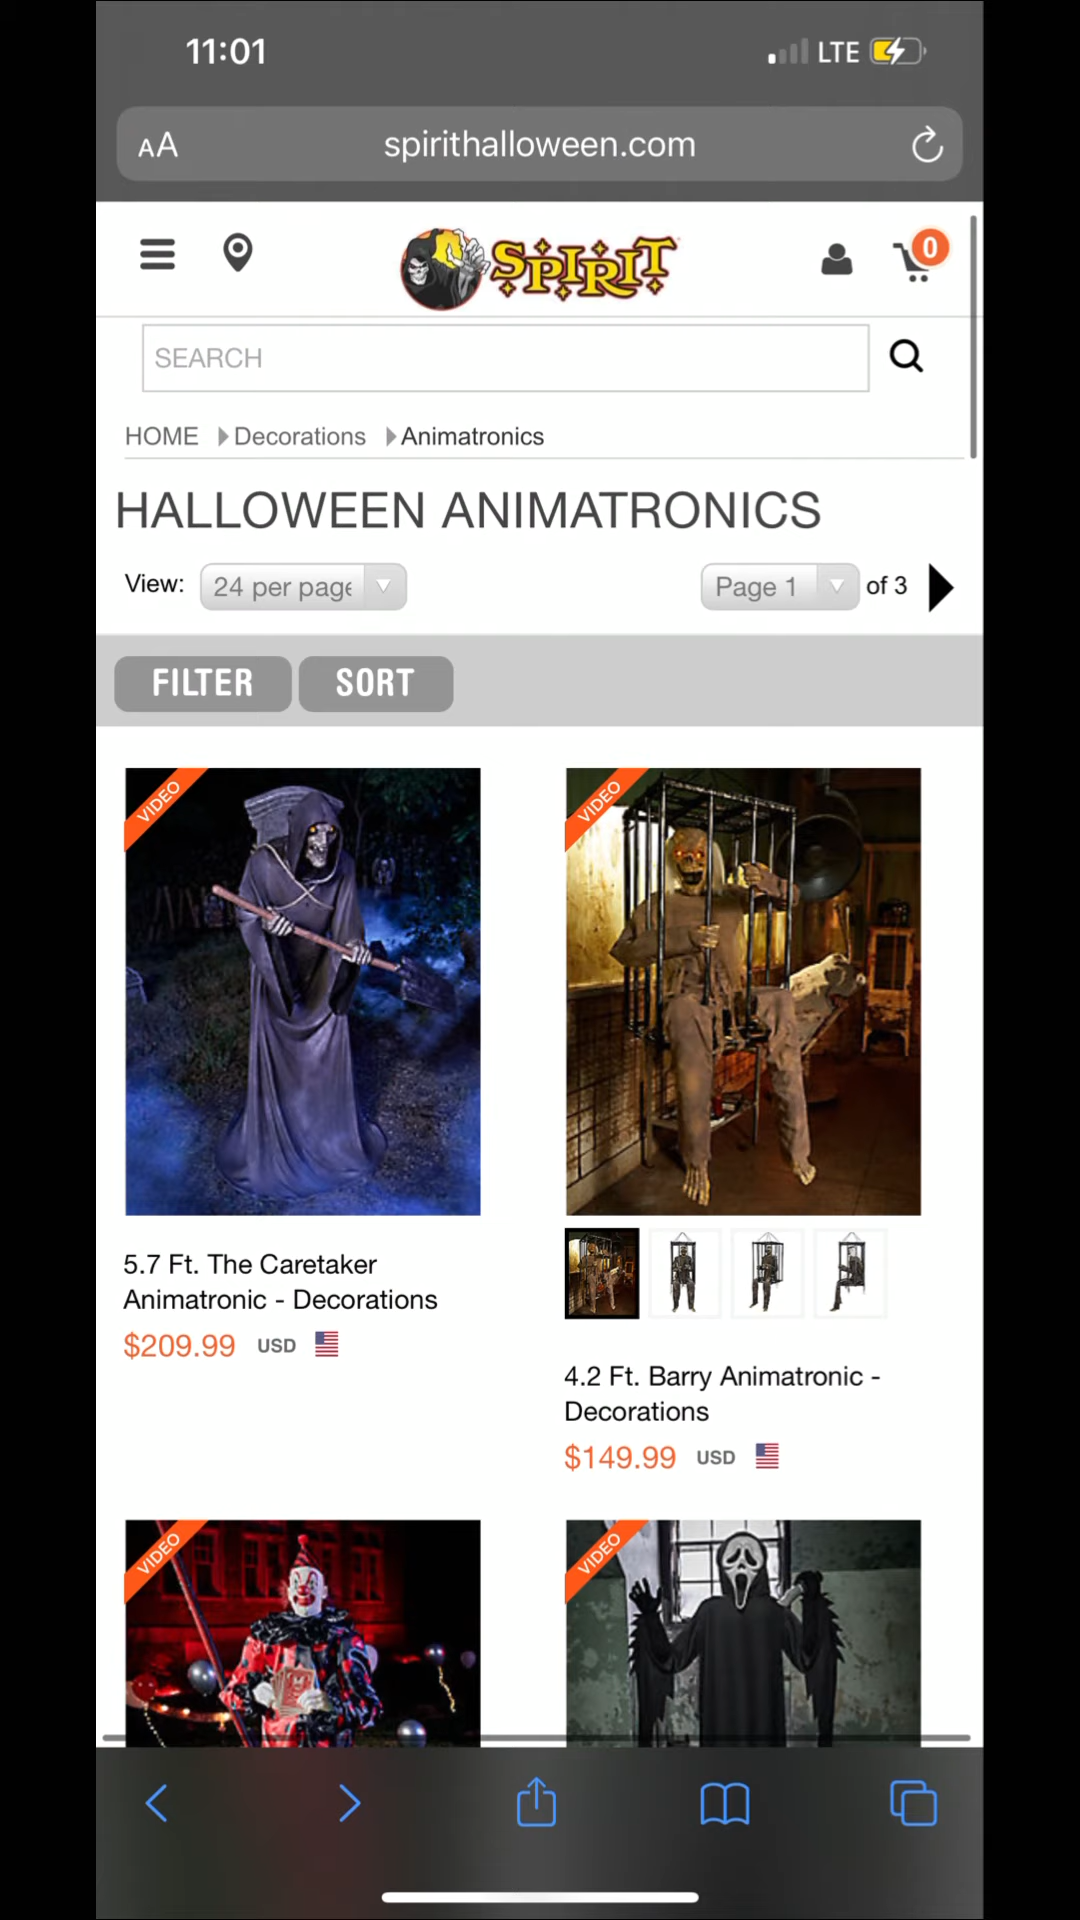 11:01
LTE
AA
spirithalloween.com
SPIRIT
0
SEARCH
HOME Decorations Animatronics
HALLOWEEN ANIMATRONICS
View: 24 per page
Page 1 of 3
FILTER SORT
VIDEO
VIDEO
5.7 Ft. The Caretaker
Animatronic - Decorations
$209.99 USD
4.2 Ft. Barry Animatronic -
Decorations
$149.99 USD
VIDEO
VIDEO